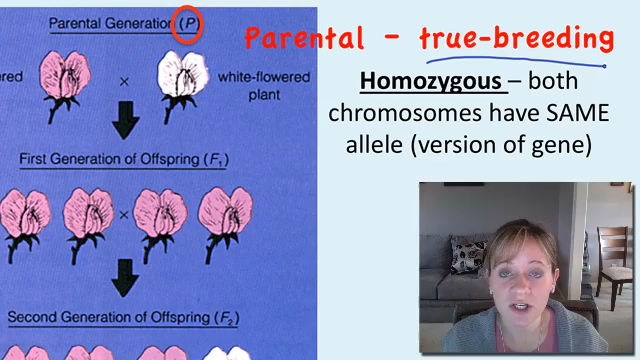 Parental Generation (P)
Parental – true-breeding
ered
×
white-flowered
plant
Homozygous – both
chromosomes have SAME
allele (version of gene)
First Generation of Offspring (F1)
×
Second Generation of Offspring (F2)